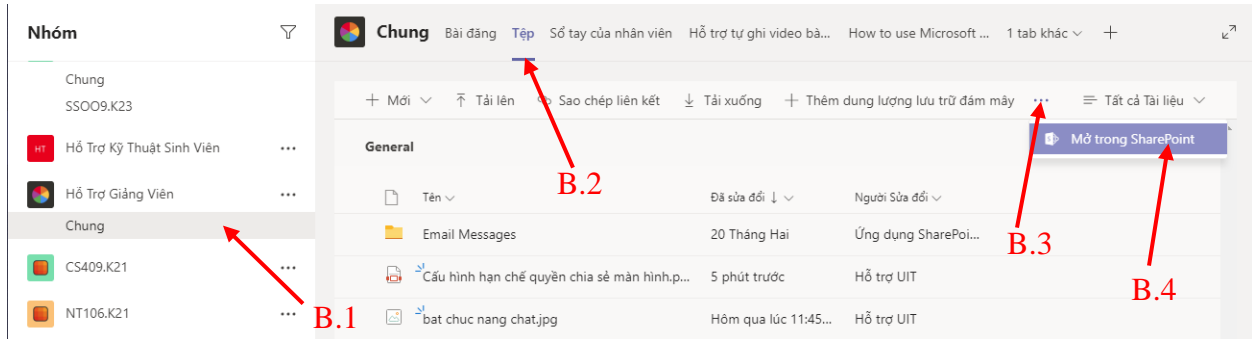 Nhóm
Chung Bài đăng Tệp Sổ tay của nhân viên Hỗ trợ tự ghi video bà... How to use Microsoft ... 1 tab khác
Chung
SSOO9.K23
Mới Tải lên Sao chép liên kết Tải xuống Thêm dung lượng lưu trữ đám mây ... Tất cả Tài liệu
Mở trong SharePoint
HT Hỗ Trợ Kỹ Thuật Sinh Viên ...
General
Hỗ Trợ Giảng Viên ...
B.2
Tên Đã sửa đổi ↓ Người Sửa đổi
Chung
Email Messages 20 Tháng Hai Ứng dụng SharePoi...
B.3
CS409.K21 ...
Cấu hình hạn chế quyền chia sẻ màn hình.p... 5 phút trước Hỗ trợ UIT
B.4
NT106.K21 ...
B.1
bat chuc nang chat.jpg Hôm qua lúc 11:45... Hỗ trợ UIT